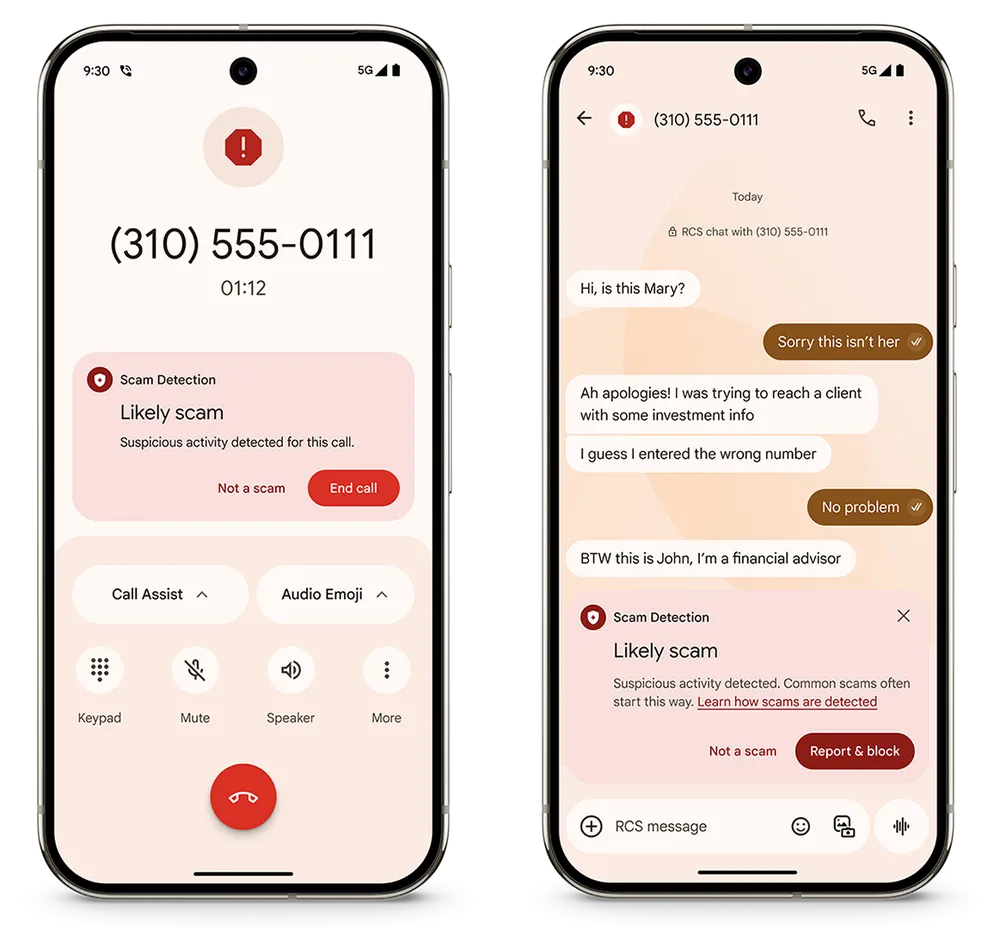 9:30
5G
(310) 555-0111
01:12
Scam Detection
Likely scam
Suspicious activity detected for this call.
Not a scam
End call
Call Assist
Audio Emoji
Keypad
Mute
Speaker
More
9:30
5G
(310) 555-0111
Today
RCS chat with (310) 555-0111
Hi, is this Mary?
Sorry this isn't her
Ah apologies! I was trying to reach a client
with some investment info
I guess I entered the wrong number
No problem
BTW this is John, I'm a financial advisor
Scam Detection
Likely scam
Suspicious activity detected. Common scams often
start this way. Learn how scams are detected
Not a scam
Report & block
RCS message